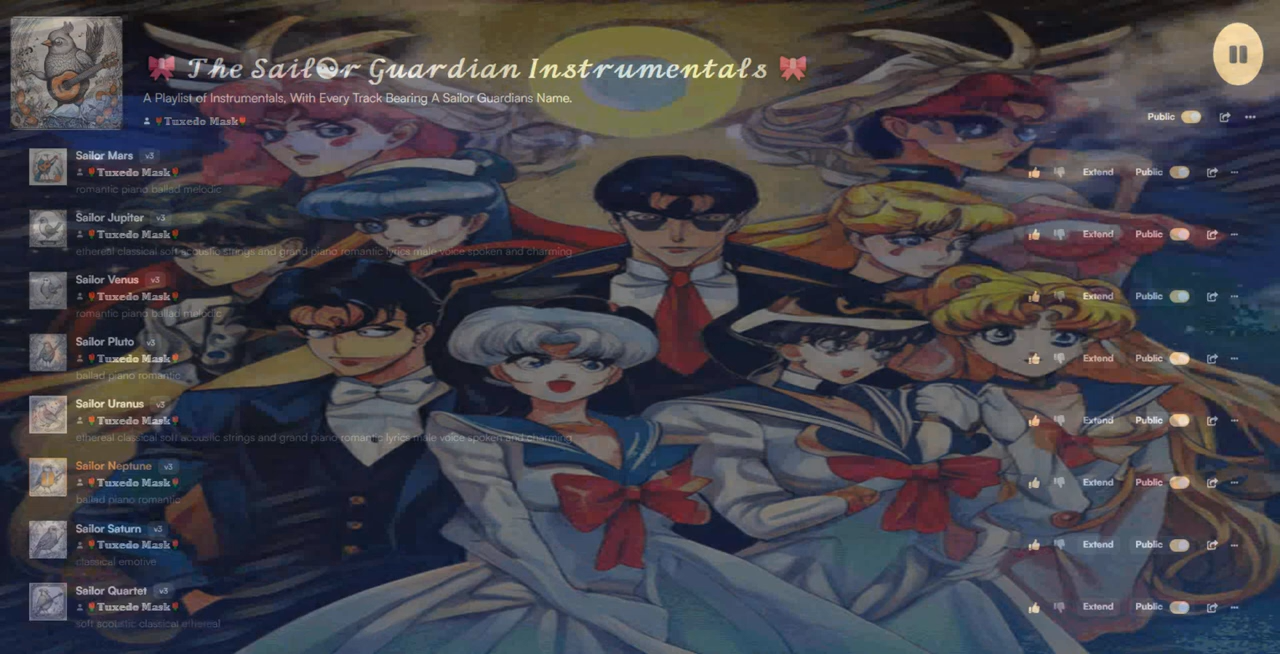 🎀 The Sailor Guardian Instrumentals 🎀
A Playlist of Instrumentals, With Every Track Bearing A Sailor Guardians Name.
🌹Tuxedo Mask🌹
Public
Sailor Mars v3
🌹Tuxedo Mask🌹
romantic piano ballad melodic
Extend Public
Sailor Jupiter v3
🌹Tuxedo Mask🌹
ethereal classical soft acoustic strings and grand piano romantic lyrics male voice spoken and charming
Extend Public
Sailor Venus v3
🌹Tuxedo Mask🌹
romantic piano ballad melodic
Extend Public
Sailor Pluto v3
🌹Tuxedo Mask🌹
ballad piano romantic
Extend Public
Sailor Uranus v3
🌹Tuxedo Mask🌹
ethereal classical soft acoustic strings and grand piano romantic lyrics male voice spoken and charming
Extend Public
Sailor Neptune v3
🌹Tuxedo Mask🌹
ballad piano romantic
Extend Public
Sailor Saturn v3
🌹Tuxedo Mask🌹
classical emotive
Extend Public
Sailor Quartet v3
🌹Tuxedo Mask🌹
soft acoustic classical ethereal
Extend Public